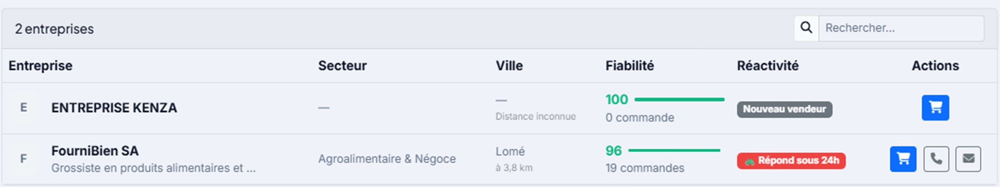 2 entreprises
Rechercher...
Entreprise Secteur Ville Fiabilité Réactivité Actions
E ENTREPRISE KENZA — — 100 Nouveau vendeur
Distance inconnue 0 commande
F FourniBien SA Agroalimentaire & Négoce Lomé 96 Répond sous 24h
Grossiste en produits alimentaires et ... à 3,8 km 19 commandes